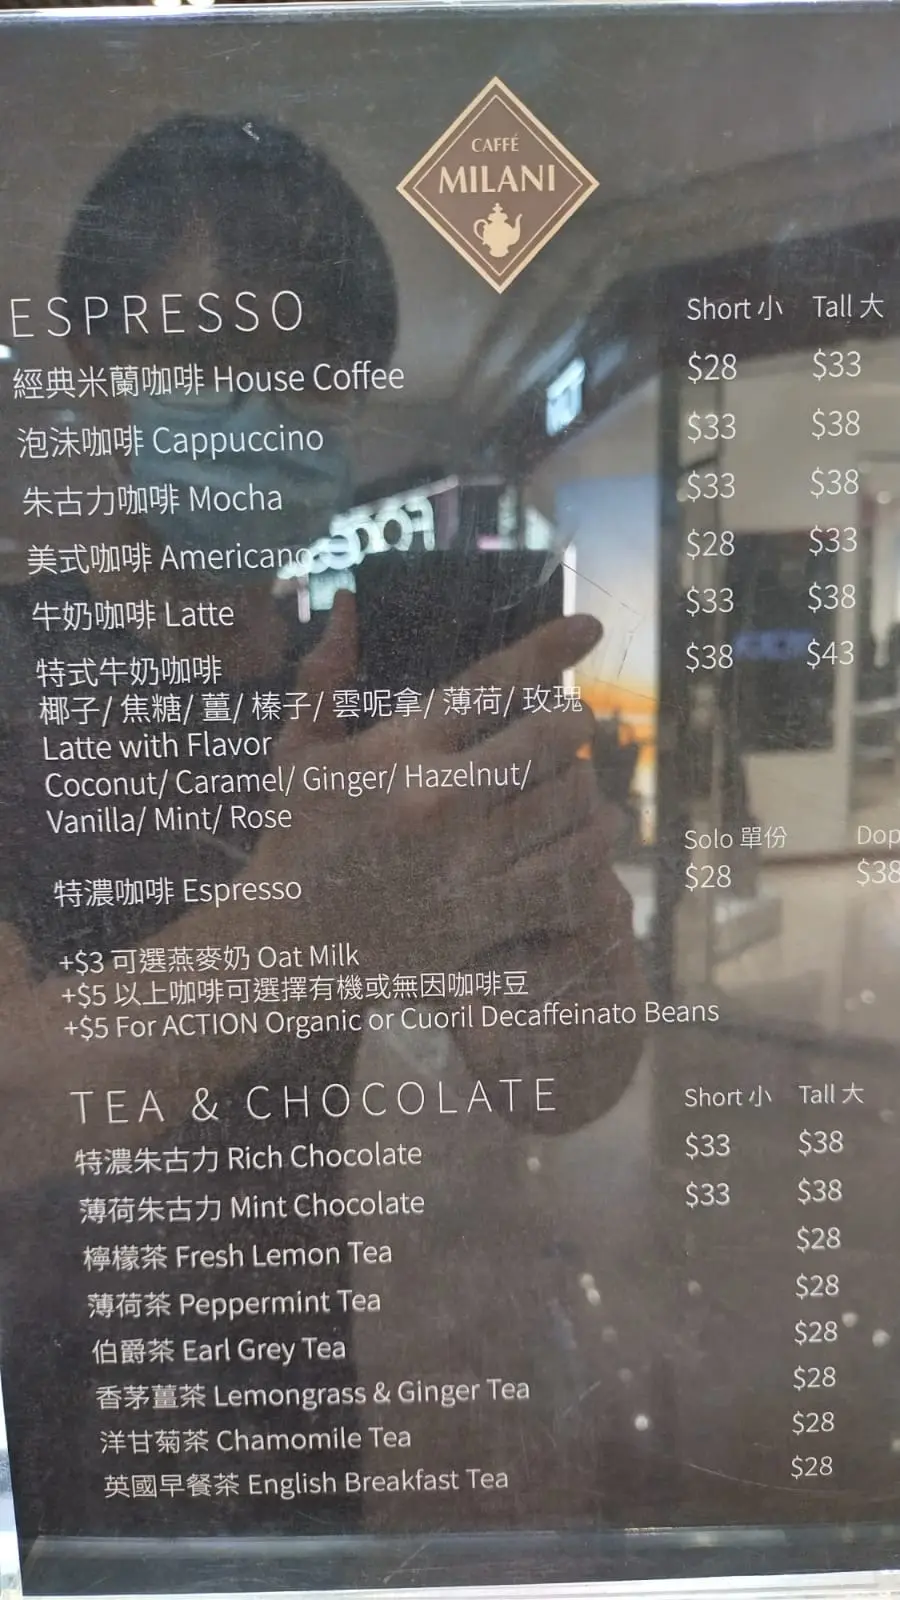 CAFFÉ
MILANI
ESPRESSO Short 小 Tall 大
經典米蘭咖啡 House Coffee $28 $33
泡沫咖啡 Cappuccino $33 $38
朱古力咖啡 Mocha $33 $38
美式咖啡 Americano $28 $33
牛奶咖啡 Latte $33 $38
特式牛奶咖啡 $38 $43
椰子/ 焦糖/ 薑/ 榛子/ 雲呢拿/ 薄荷/ 玫瑰
Latte with Flavor
Coconut/ Caramel/ Ginger/ Hazelnut/
Vanilla/ Mint/ Rose
Solo 單份
特濃咖啡 Espresso $28 $38
+$3 可選燕麥奶 Oat Milk
+$5 以上咖啡可選擇有機或無因咖啡豆
+$5 For ACTION Organic or Cuoril Decaffeinato Beans
TEA & CHOCOLATE Short 小 Tall 大
特濃朱古力 Rich Chocolate $33 $38
薄荷朱古力 Mint Chocolate $33 $38
檸檬茶 Fresh Lemon Tea $28
薄荷茶 Peppermint Tea $28
伯爵茶 Earl Grey Tea $28
香茅薑茶 Lemongrass & Ginger Tea $28
洋甘菊茶 Chamomile Tea $28
英國早餐茶 English Breakfast Tea $28